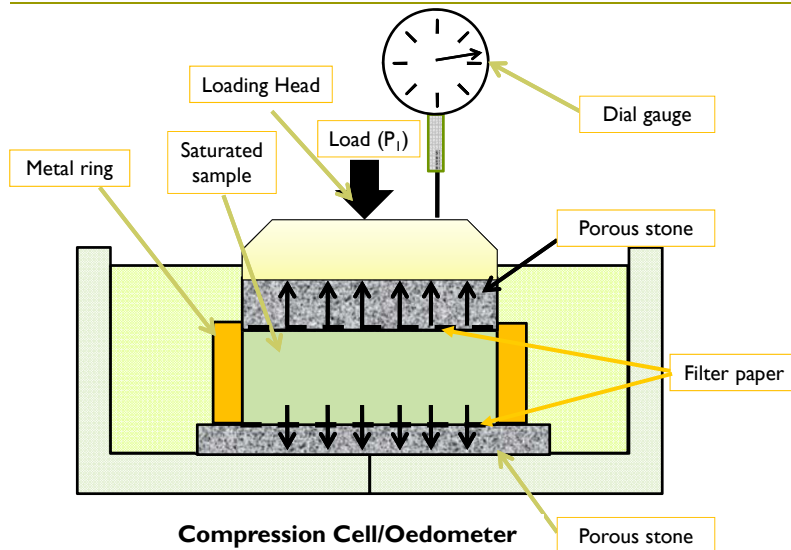 Loading Head
Dial gauge
Load (P₁)
Saturated
sample
Metal ring
Porous stone
Filter paper
Compression Cell/Oedometer
Porous stone